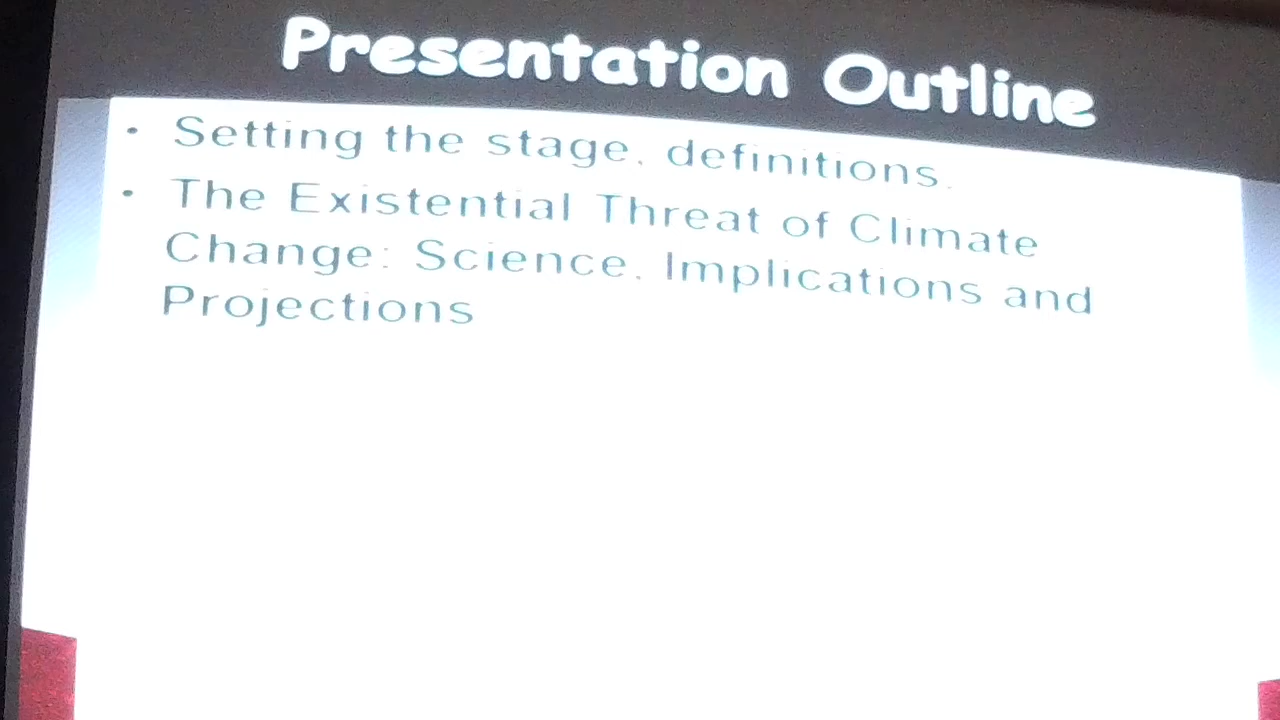 Presentation Outline
• Setting the stage, definitions.
• The Existential Threat of Climate
Change: Science, Implications and
Projections